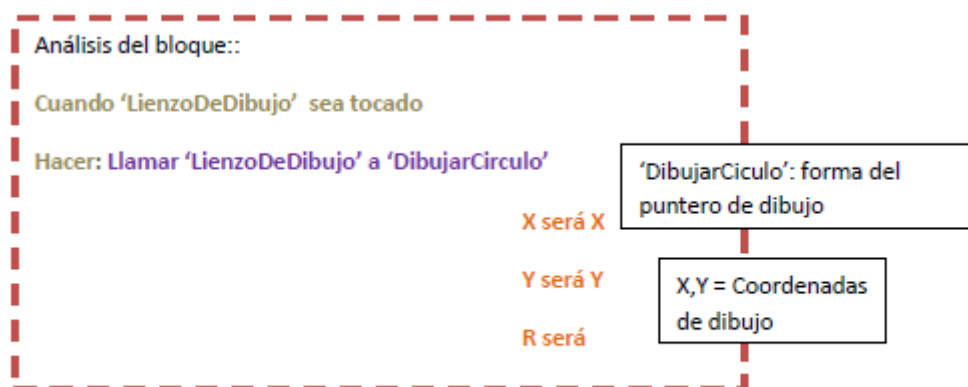 Análisis del bloque::
Cuando ‘LienzoDeDibujo’ sea tocado
Hacer: Llamar ‘LienzoDeDibujo’ a ‘DibujarCirculo’
‘DibujarCiculo’: forma del
puntero de dibujo
X será X
Y será Y
X,Y = Coordenadas
de dibujo
R será